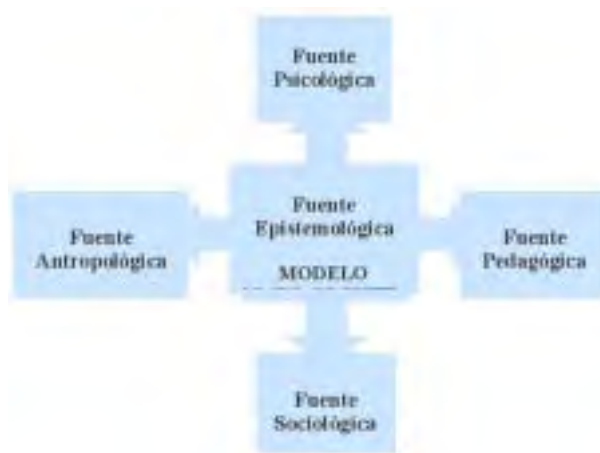 Fuente
Psicológica
Fuente
Epistemológica
MODELO
Fuente
Antropológica
Fuente
Pedagógica
Fuente
Sociológica